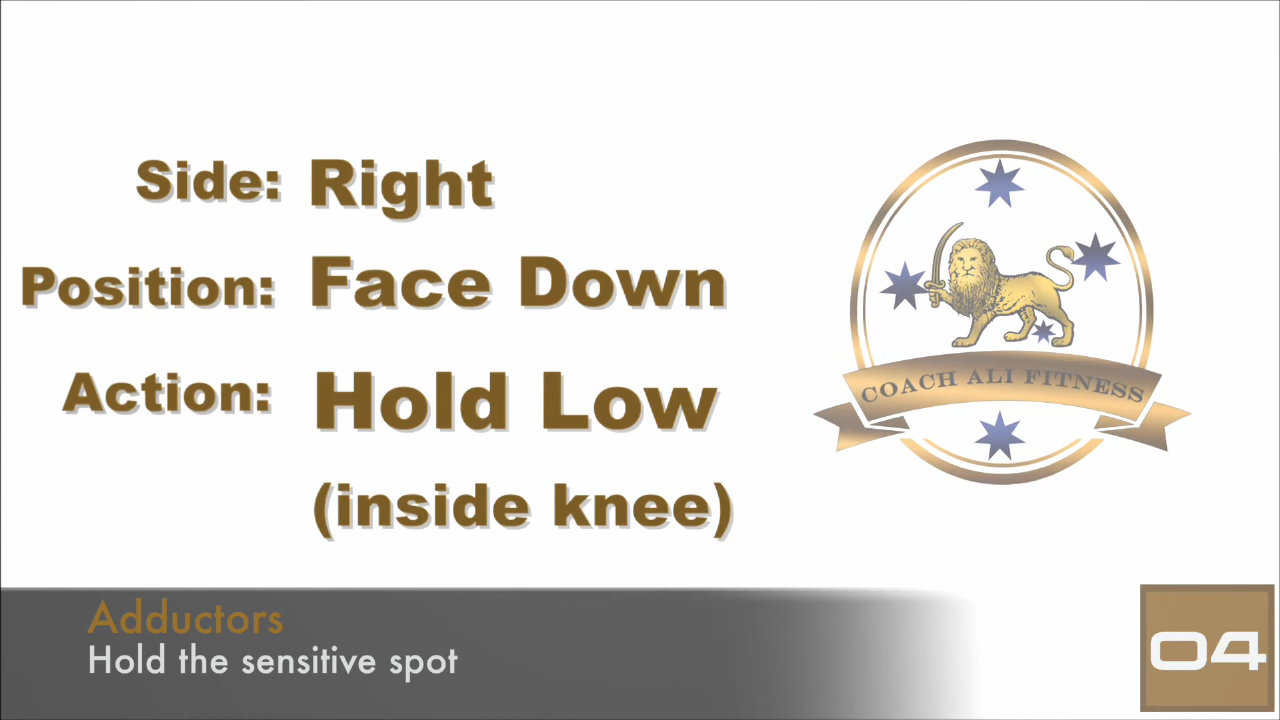 Side: Right
Position: Face Down
Action: Hold Low
(inside knee)
COACH ALI FITNESS
Adductors
Hold the sensitive spot
04